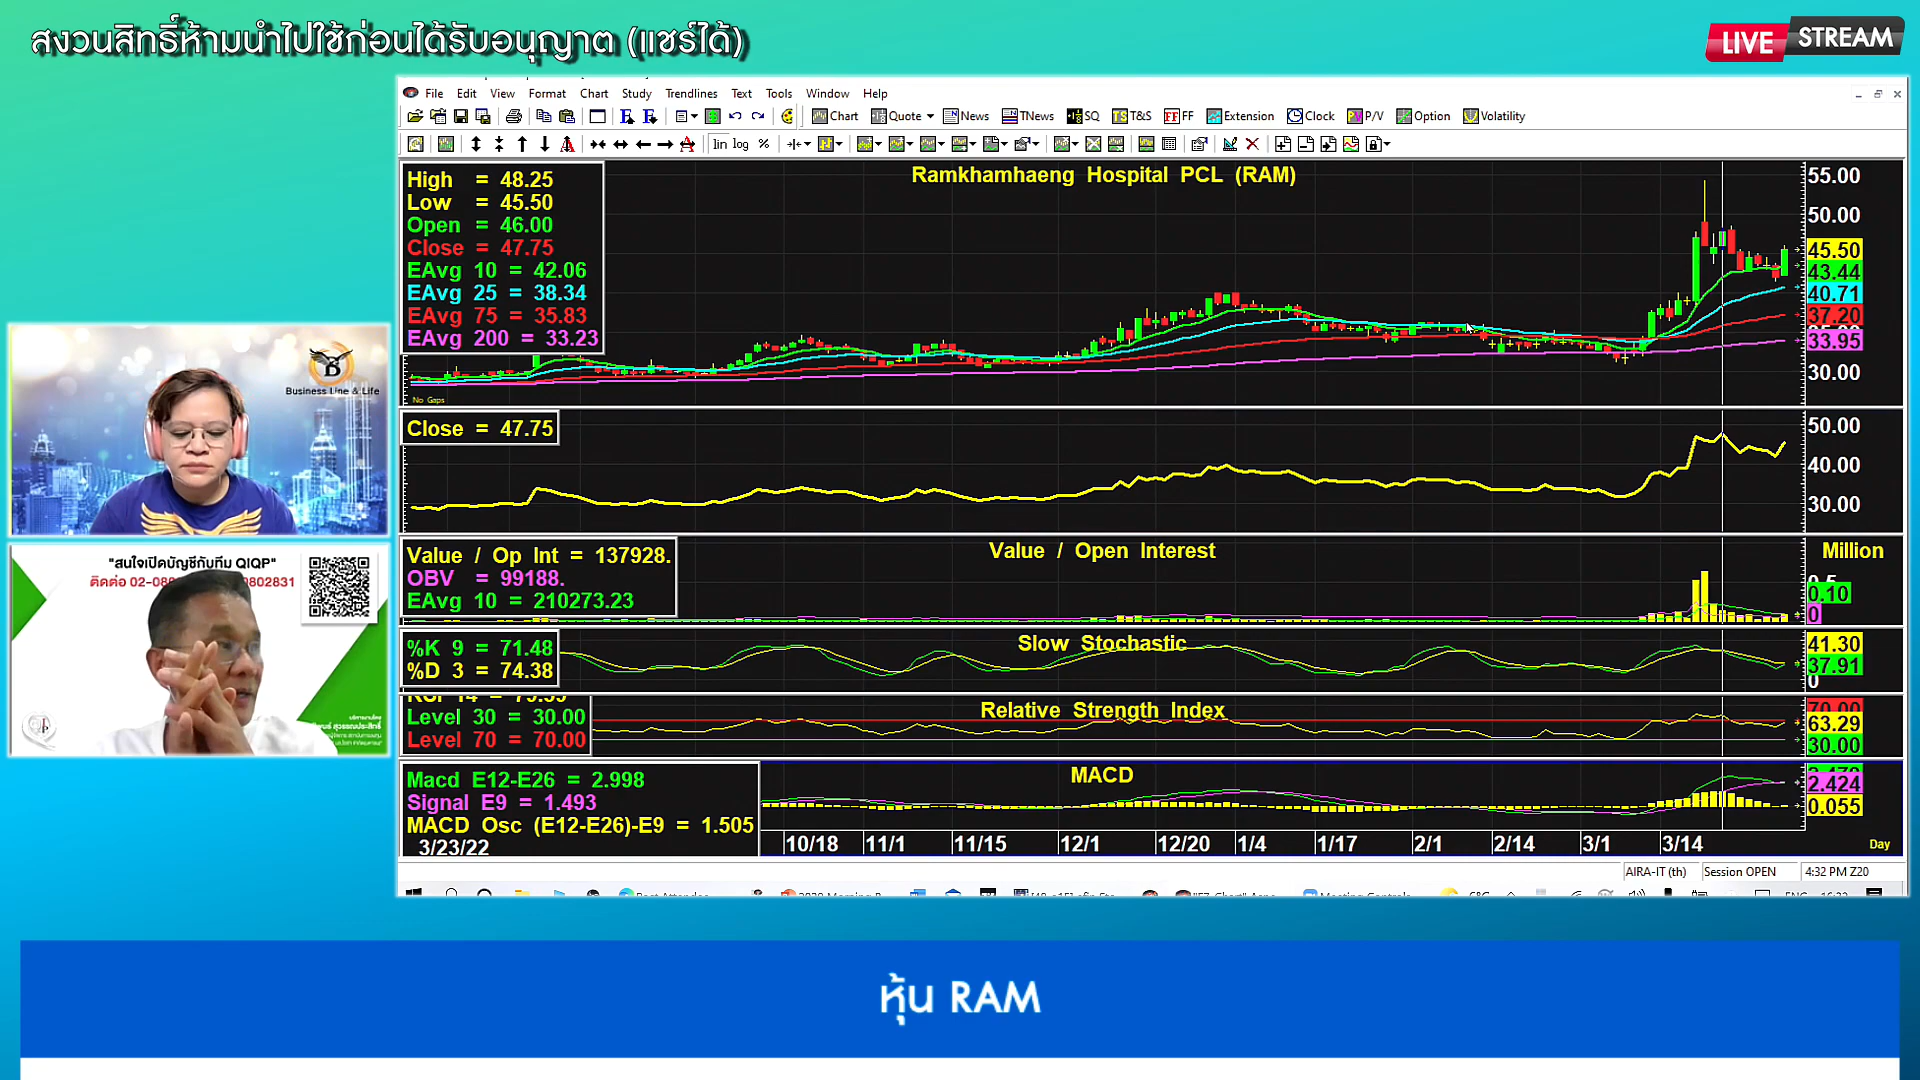 สงวนสิทธิ์ห้ามนำไปใช้ก่อนได้รับอนุญาต (แชร์ได้)
LIVE STREAM
File Edit View Format Chart Study Trendlines Text Tools Window Help
Chart Quote News TNews SQ T&S FF Extension Clock P/V Option Volatility
lin log %
Ramkhamhaeng Hospital PCL (RAM)
High = 48.25
Low = 45.50
Open = 46.00
Close = 47.75
EAvg 10 = 42.06
EAvg 25 = 38.34
EAvg 75 = 35.83
EAvg 200 = 33.23
No Gaps
55.00
50.00
45.50
43.44
40.71
37.20
33.95
30.00
Close = 47.75
50.00
40.00
30.00
Value / Op Int = 137928.
OBV = 99188.
EAvg 10 = 210273.23
Value / Open Interest
Million
0.10
0
%K 9 = 71.48
%D 3 = 74.38
Slow Stochastic
41.30
37.91
0
Level 30 = 30.00
Level 70 = 70.00
Relative Strength Index
70.00
63.29
30.00
Macd E12-E26 = 2.998
Signal E9 = 1.493
MACD Osc (E12-E26)-E9 = 1.505
3/23/22
MACD
2.424
0.055
10/18 11/1 11/15 12/1 12/20 1/4 1/17 2/1 2/14 3/1 3/14
Day
AIRA-IT (th) Session OPEN 4:32 PM Z20
Business Line & Life
"สนใจเปิดบัญชีกับทีม QIQP"
หุ้น RAM